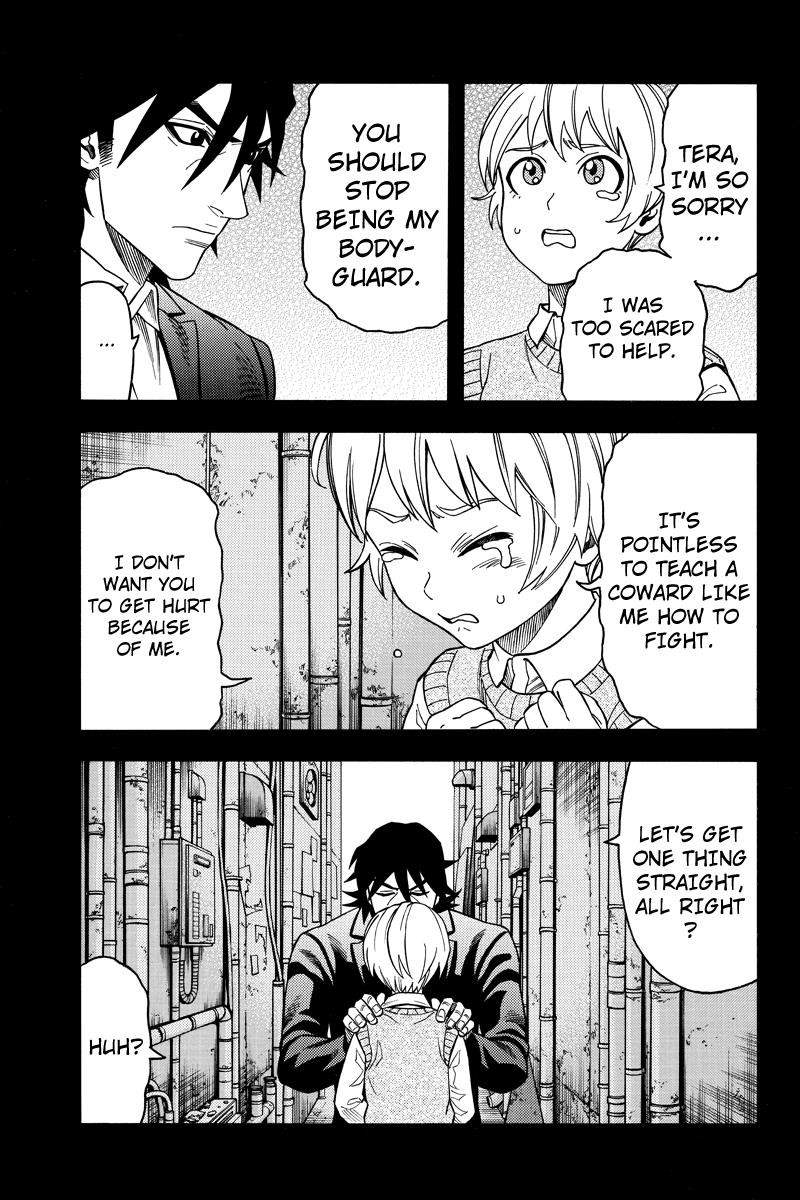 TERA,
I'M SO
SORRY
...
I WAS
TOO SCARED
TO HELP.
YOU
SHOULD
STOP
BEING MY
BODY-
GUARD.
...
IT'S
POINTLESS
TO TEACH A
COWARD LIKE
ME HOW TO
FIGHT.
I DON'T
WANT YOU
TO GET HURT
BECAUSE
OF ME.
LET'S GET
ONE THING
STRAIGHT,
ALL RIGHT
?
HUH?